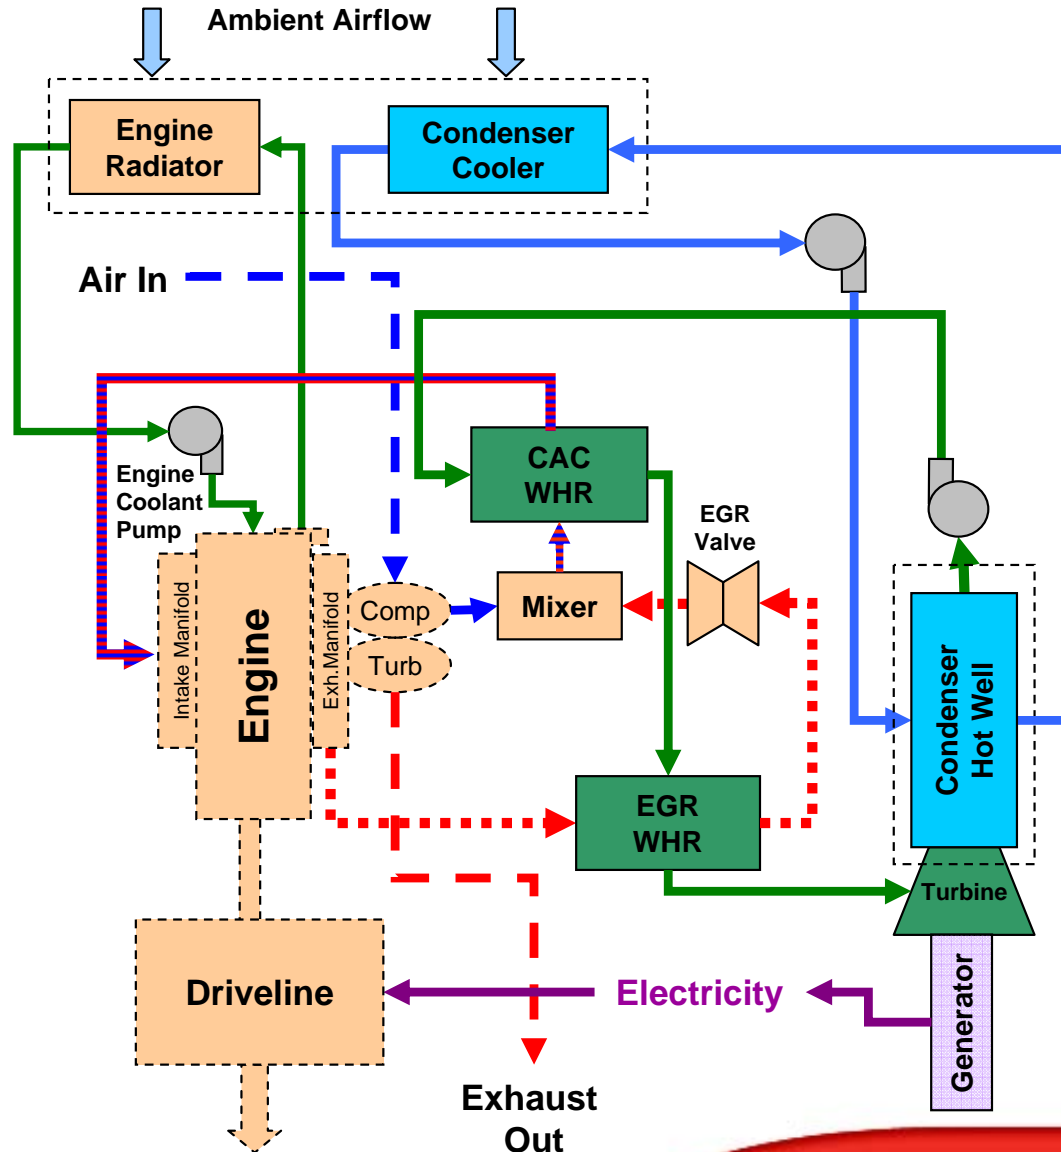 Ambient Airflow
Engine
Radiator
Condenser
Cooler
Air In
CAC
WHR
Engine
Coolant
Pump
EGR
Valve
Intake Manifold
Engine
Exh.Manifold
Comp
Turb
Mixer
Condenser
Hot Well
EGR
WHR
Turbine
Driveline
Electricity
Generator
Exhaust
Out